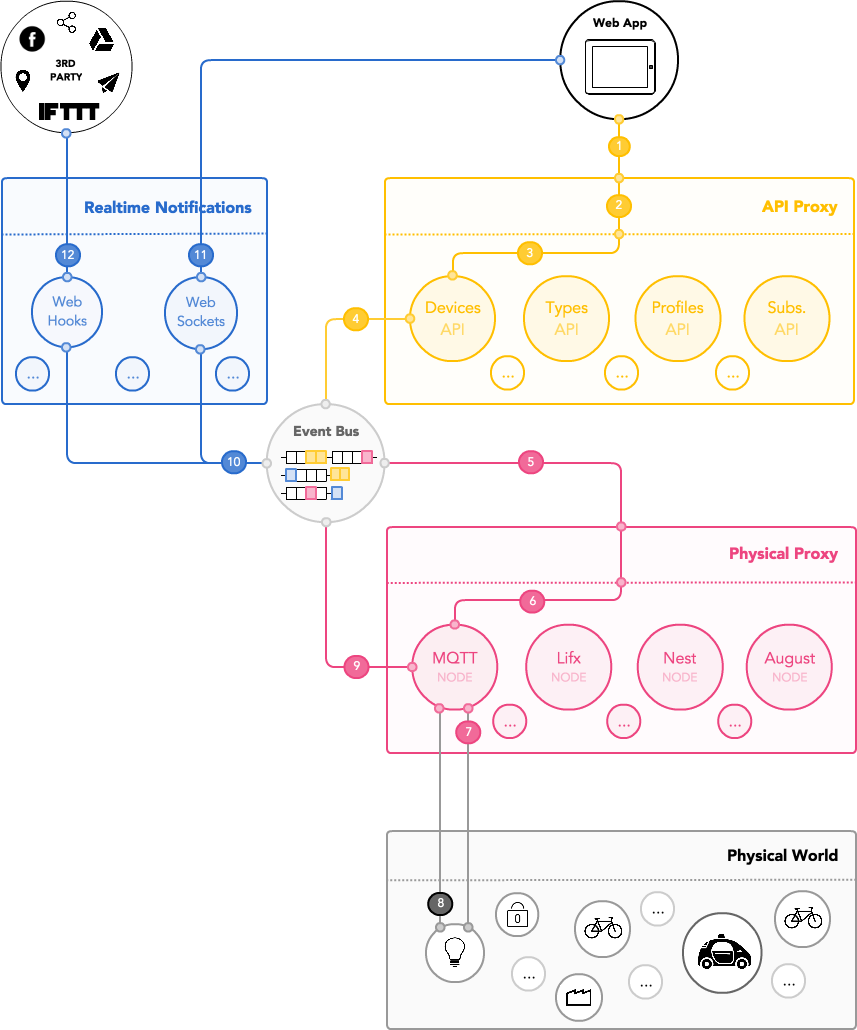 Web App
3RD
PARTY
IFTTT
1
Realtime Notifications
API Proxy
2
12
11
3
Web
Hooks
Web
Sockets
Devices
API
Types
API
Profiles
API
Subs.
API
4
...
...
...
...
...
...
Event Bus
10
5
Physical Proxy
6
MQTT
NODE
Lifx
NODE
Nest
NODE
August
NODE
9
...
...
...
7
Physical World
8
...
...
...
...
0